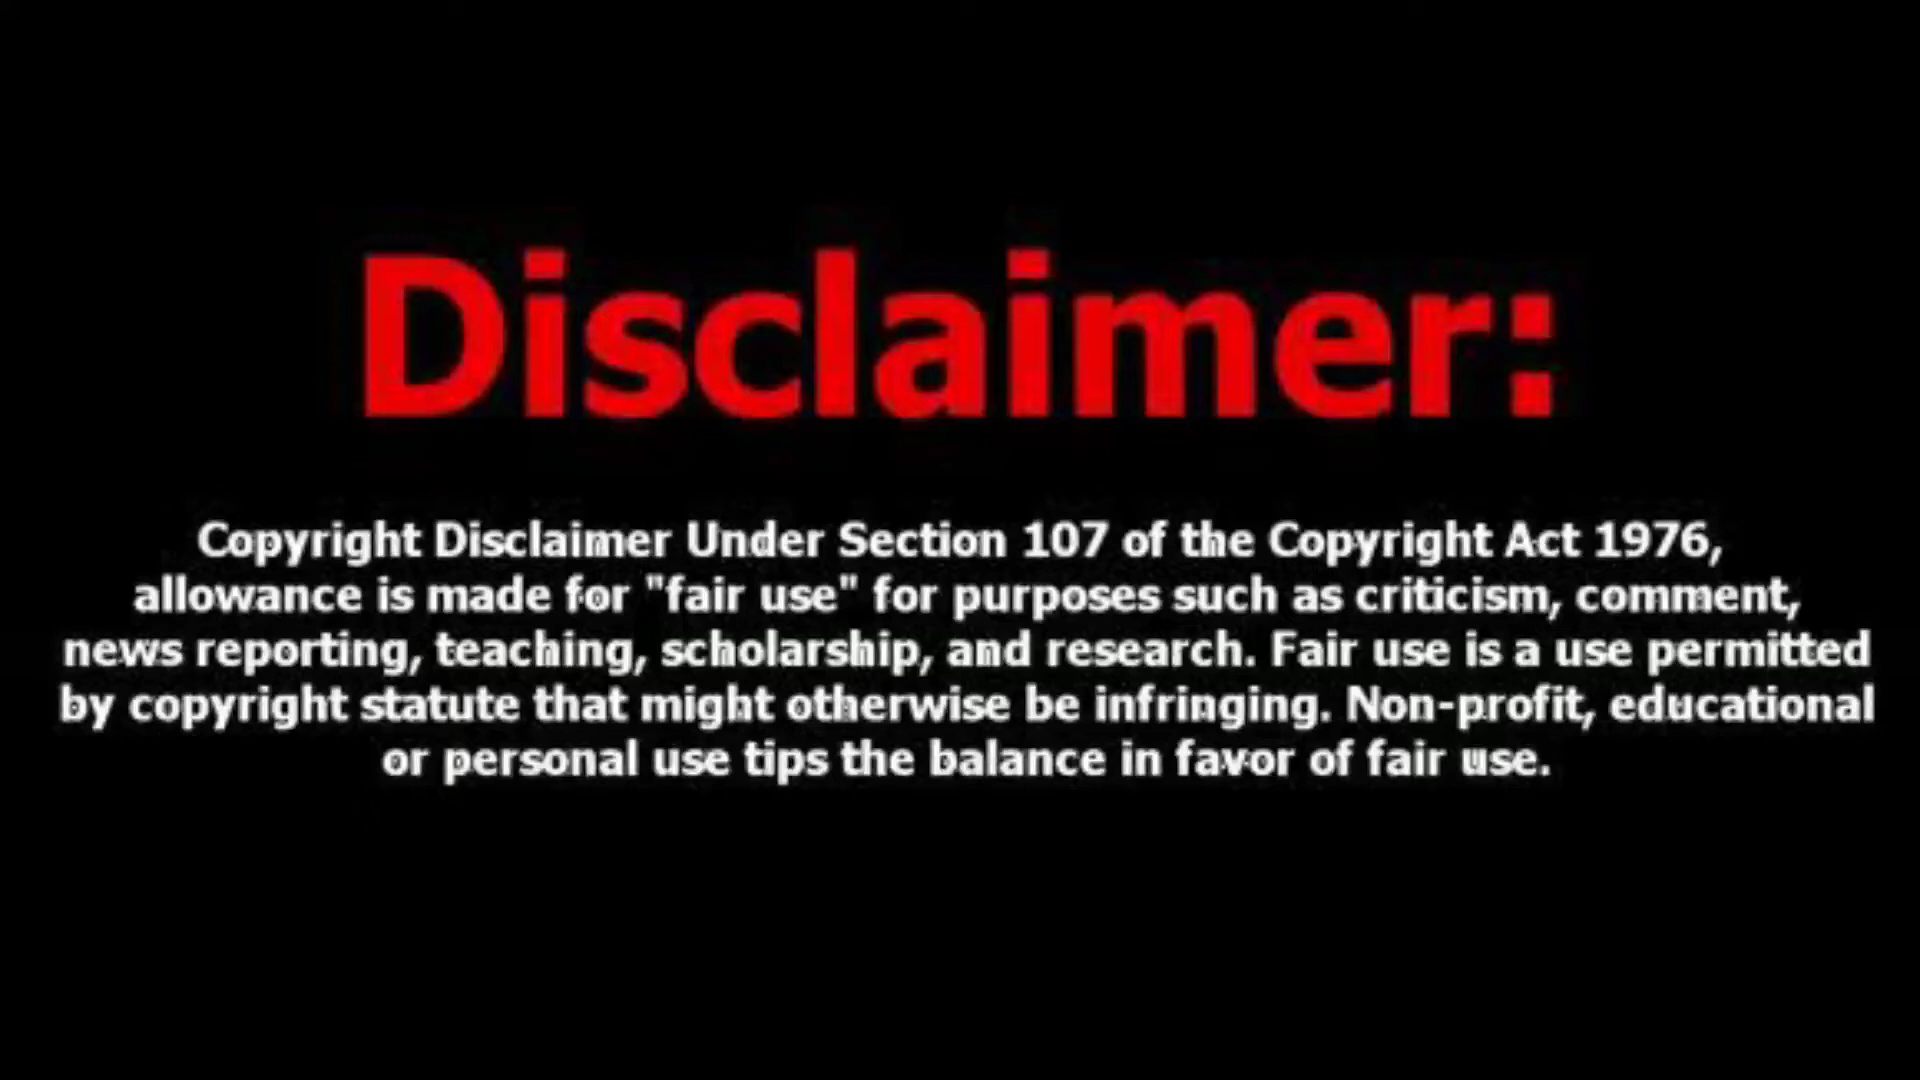 Disclaimer:
Copyright Disclaimer Under Section 107 of the Copyright Act 1976,
allowance is made for "fair use" for purposes such as criticism, comment,
news reporting, teaching, scholarship, and research. Fair use is a use permitted
by copyright statute that might otherwise be infringing. Non-profit, educational
or personal use tips the balance in favor of fair use.